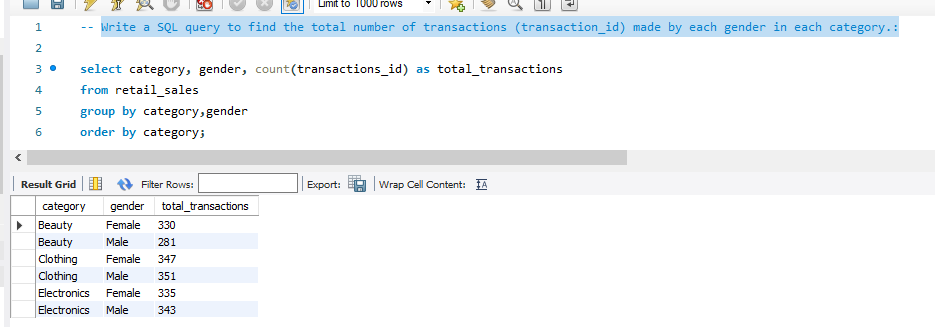 Limit to 1000 rows
1 -- Write a SQL query to find the total number of transactions (transaction_id) made by each gender in each category.:
2
3 select category, gender, count(transactions_id) as total_transactions
4 from retail_sales
5 group by category,gender
6 order by category;
Result Grid Filter Rows: Export: Wrap Cell Content: IA
category gender total_transactions
Beauty Female 330
Beauty Male 281
Clothing Female 347
Clothing Male 351
Electronics Female 335
Electronics Male 343